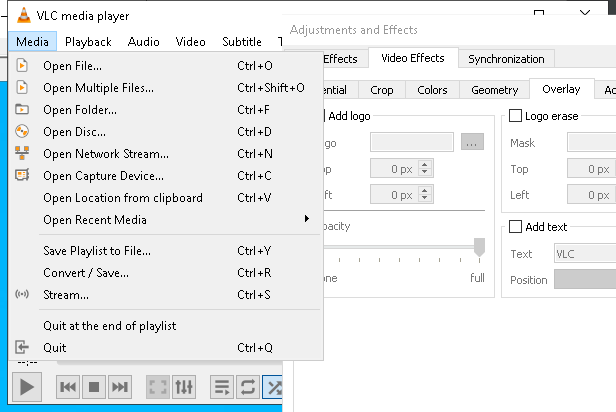 VLC media player
Media Playback Audio Video Subtitle T
Open File... Ctrl+O
Open Multiple Files... Ctrl+Shift+O
Open Folder... Ctrl+F
Open Disc... Ctrl+D
Open Network Stream... Ctrl+N
Open Capture Device... Ctrl+C
Open Location from clipboard Ctrl+V
Open Recent Media
Save Playlist to File... Ctrl+Y
Convert / Save... Ctrl+R
Stream... Ctrl+S
Quit at the end of playlist
Quit Ctrl+Q
Adjustments and Effects
Effects Video Effects Synchronization
ential Crop Colors Geometry Overlay Ad
Add logo
go ...
op 0 px
ft 0 px
pacity
one full
Logo erase
Mask
Top 0 px
Left 0 px
Add text
Text VLC
Position
--:--